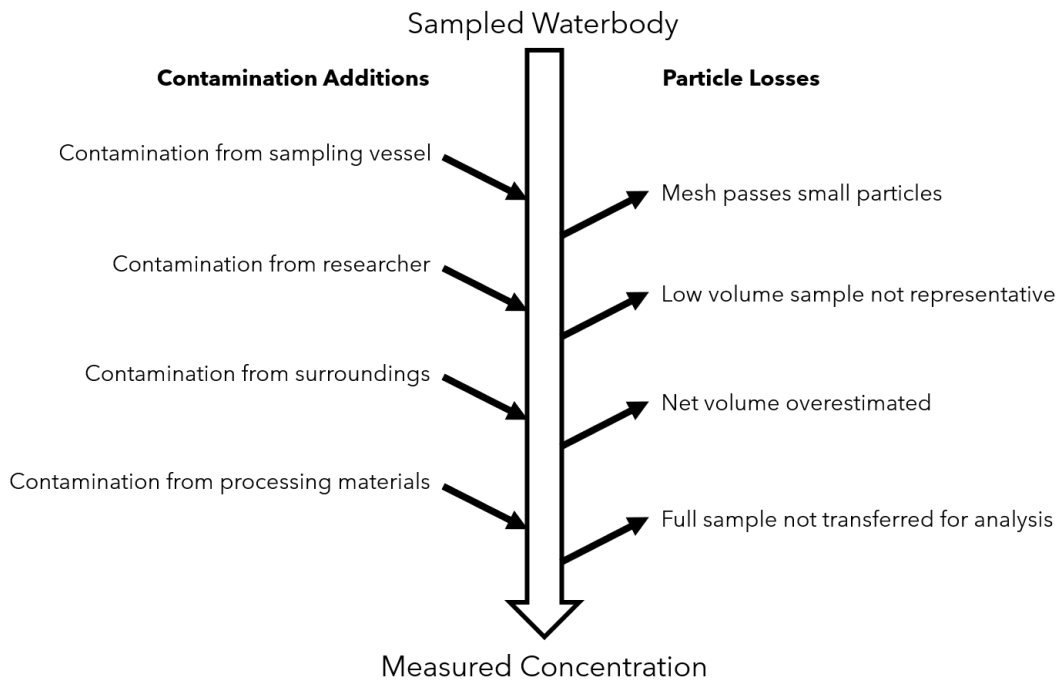 Sampled Waterbody
Contamination Additions
Particle Losses
Contamination from sampling vessel
Mesh passes small particles
Contamination from researcher
Low volume sample not representative
Contamination from surroundings
Net volume overestimated
Contamination from processing materials
Full sample not transferred for analysis
Measured Concentration